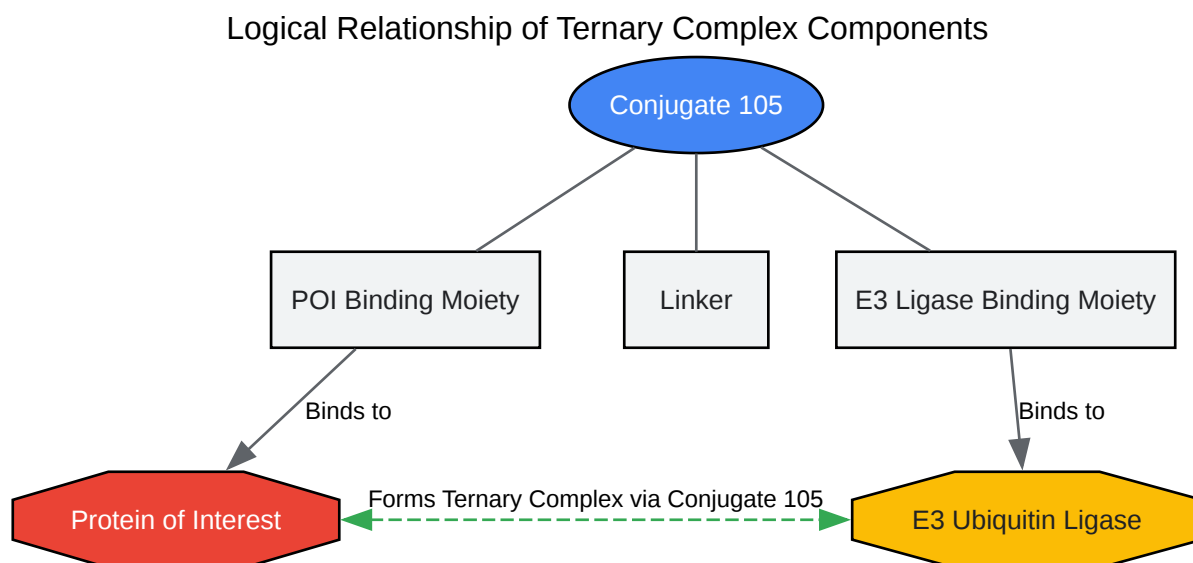 Logical Relationship of Ternary Complex Components
Conjugate 105
POI Binding Moiety
Linker
E3 Ligase Binding Moiety
Binds to
Binds to
Forms Ternary Complex via Conjugate 105
Protein of Interest
E3 Ubiquitin Ligase